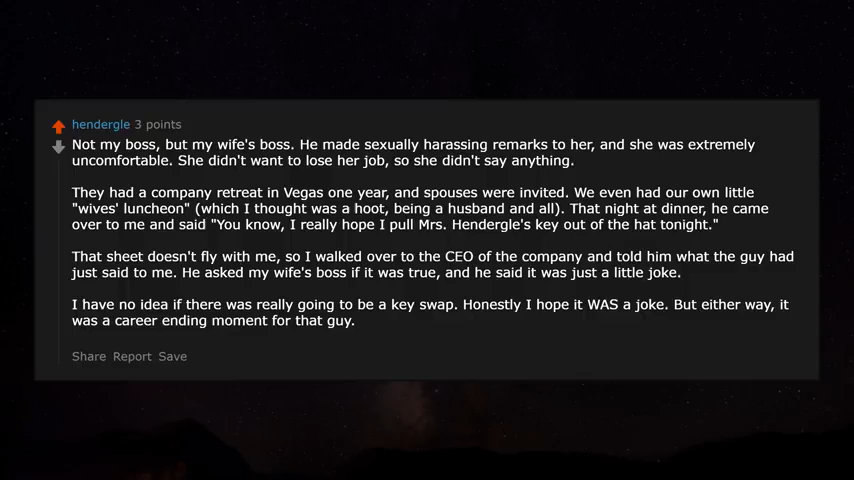 hendergle 3 points
Not my boss, but my wife's boss. He made sexually harassing remarks to her, and she was extremely
uncomfortable. She didn't want to lose her job, so she didn't say anything.
They had a company retreat in Vegas one year, and spouses were invited. We even had our own little
"wives' luncheon" (which I thought was a hoot, being a husband and all). That night at dinner, he came
over to me and said "You know, I really hope I pull Mrs. Hendergle's key out of the hat tonight."
That sheet doesn't fly with me, so I walked over to the CEO of the company and told him what the guy had
just said to me. He asked my wife's boss if it was true, and he said it was just a little joke.
I have no idea if there was really going to be a key swap. Honestly I hope it WAS a joke. But either way, it
was a career ending moment for that guy.
Share Report Save